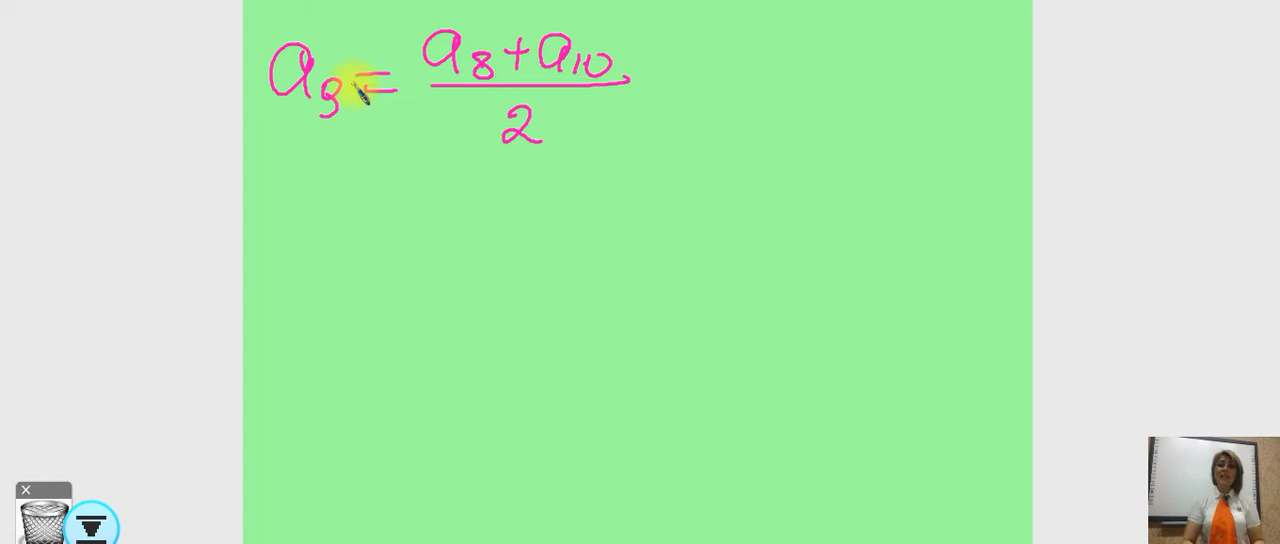 a₉ = (a₈ + a₁₀) / 2